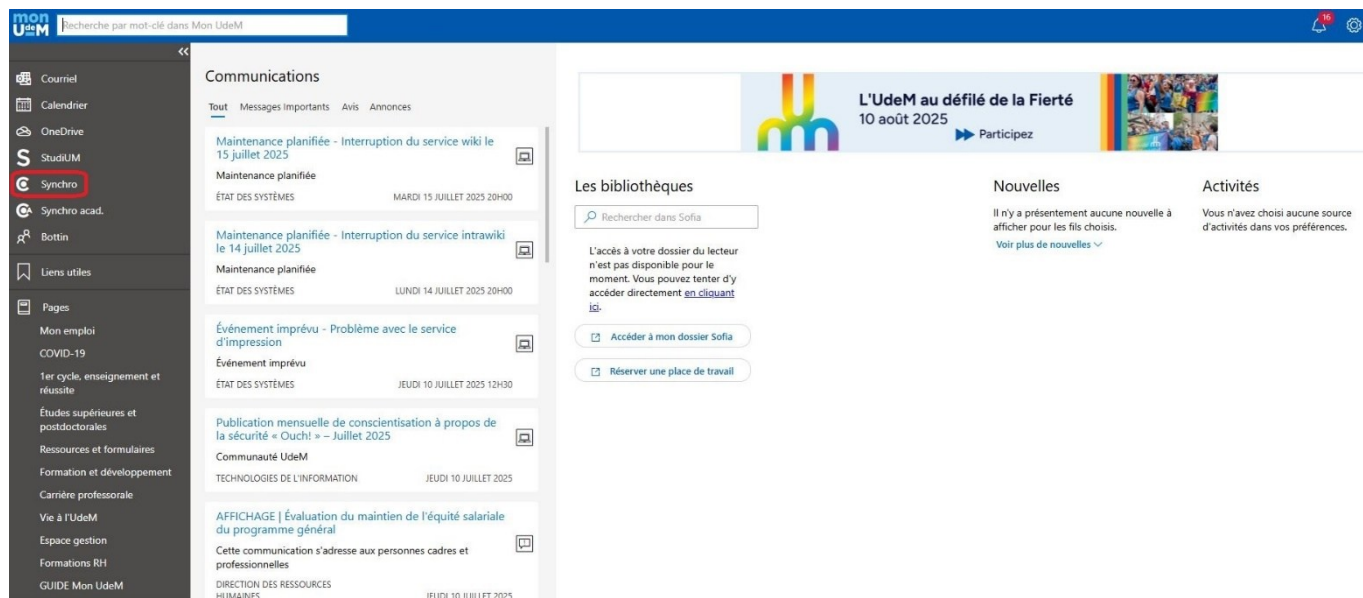 mon
UdeM
Recherche par mot-clé dans Mon UdeM
16
«
Courriel
Calendrier
OneDrive
S StudiUM
Synchro
Synchro acad.
Bottin
Liens utiles
Pages
Mon emploi
COVID-19
1er cycle, enseignement et
réussite
Études supérieures et
postdoctorales
Ressources et formulaires
Formation et développement
Carrière professorale
Vie à l'UdeM
Espace gestion
Formations RH
GUIDE Mon UdeM
Communications
Tout Messages Importants Avis Annonces
Maintenance planifiée - Interruption du service wiki le
15 juillet 2025
Maintenance planifiée
ÉTAT DES SYSTÈMES MARDI 15 JUILLET 2025 20H00
Maintenance planifiée - Interruption du service intrawiki
le 14 juillet 2025
Maintenance planifiée
ÉTAT DES SYSTÈMES LUNDI 14 JUILLET 2025 20H00
Événement imprévu - Problème avec le service
d'impression
Événement imprévu
ÉTAT DES SYSTÈMES JEUDI 10 JUILLET 2025 12H30
Publication mensuelle de conscientisation à propos de
la sécurité « Ouch! » – Juillet 2025
Communauté UdeM
TECHNOLOGIES DE L'INFORMATION JEUDI 10 JUILLET 2025
AFFICHAGE | Évaluation du maintien de l'équité salariale
du programme général
Cette communication s'adresse aux personnes cadres et
professionnelles
DIRECTION DES RESSOURCES
HUMAINES JEUDI 10 JUILLET 2025
L'UdeM au défilé de la Fierté
10 août 2025
Participez
Les bibliothèques
Rechercher dans Sofia
L'accès à votre dossier du lecteur
n'est pas disponible pour le
moment. Vous pouvez tenter d'y
accéder directement en cliquant
ici.
Accéder à mon dossier Sofia
Réserver une place de travail
Nouvelles
Il n'y a présentement aucune nouvelle à
afficher pour les fils choisis.
Voir plus de nouvelles
Activités
Vous n'avez choisi aucune source
d'activités dans vos préférences.